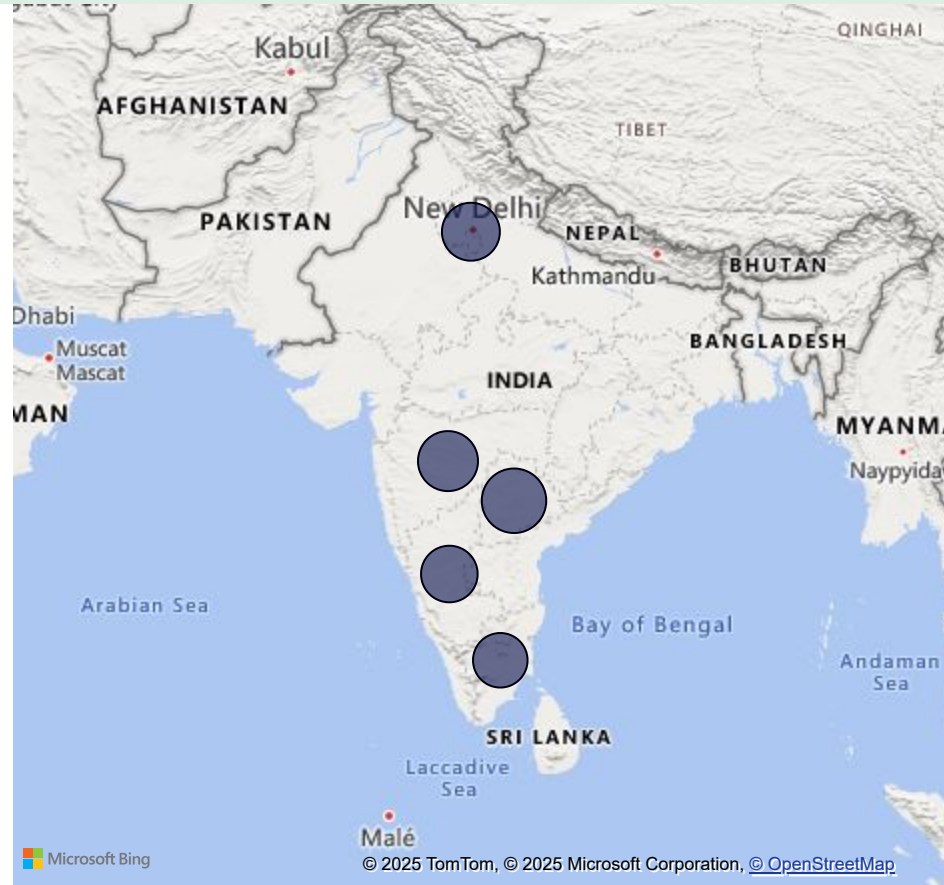 Kabul
QINGHAI
AFGHANISTAN
TIBET
PAKISTAN
New Delhi
NEPAL
Kathmandu
BHUTAN
Dhabi
Muscat
Mascat
BANGLADESH
INDIA
MAN
MYANMA
Naypyida
Arabian Sea
Bay of Bengal
Andaman
Sea
SRI LANKA
Laccadive
Sea
Malé
Microsoft Bing
© 2025 TomTom, © 2025 Microsoft Corporation, © OpenStreetMap